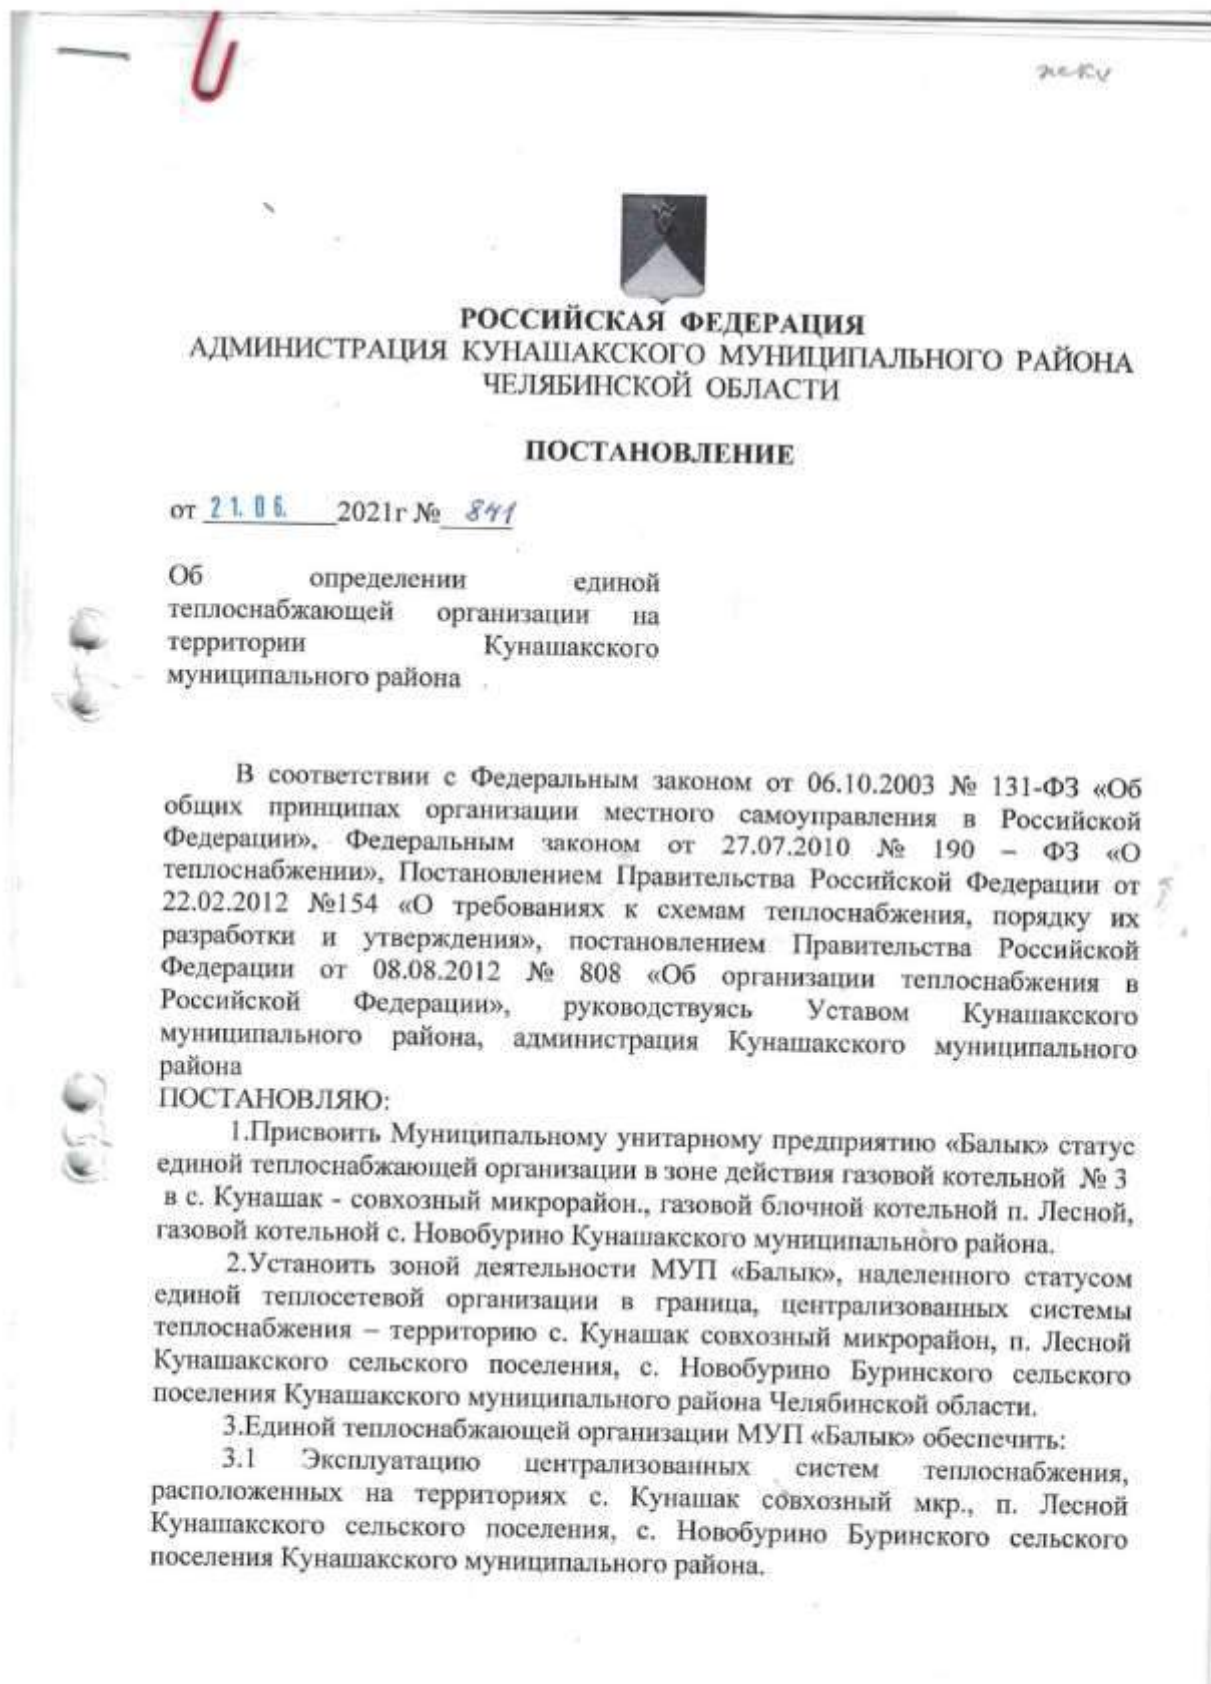 жкх
РОССИЙСКАЯ ФЕДЕРАЦИЯ
АДМИНИСТРАЦИЯ КУНАШАКСКОГО МУНИЦИПАЛЬНОГО РАЙОНА
ЧЕЛЯБИНСКОЙ ОБЛАСТИ
ПОСТАНОВЛЕНИЕ
от 21.06. 2021г № 841
Об определении единой
теплоснабжающей организации на
территории Кунашакского
муниципального района
В соответствии с Федеральным законом от 06.10.2003 № 131-ФЗ «Об
общих принципах организации местного самоуправления в Российской
Федерации», Федеральным законом от 27.07.2010 № 190 – ФЗ «О
теплоснабжении», Постановлением Правительства Российской Федерации от
22.02.2012 №154 «О требованиях к схемам теплоснабжения, порядку их
разработки и утверждения», постановлением Правительства Российской
Федерации от 08.08.2012 № 808 «Об организации теплоснабжения в
Российской Федерации», руководствуясь Уставом Кунашакского
муниципального района, администрация Кунашакского муниципального
района
ПОСТАНОВЛЯЮ:
1.Присвоить Муниципальному унитарному предприятию «Балык» статус
единой теплоснабжающей организации в зоне действия газовой котельной № 3
в с. Кунашак - совхозный микрорайон., газовой блочной котельной п. Лесной,
газовой котельной с. Новобурино Кунашакского муниципального района.
2.Устаноить зоной деятельности МУП «Балык», наделенного статусом
единой теплосетевой организации в граница, централизованных системы
теплоснабжения – территорию с. Кунашак совхозный микрорайон, п. Лесной
Кунашакского сельского поселения, с. Новобурино Буринского сельского
поселения Кунашакского муниципального района Челябинской области.
3.Единой теплоснабжающей организации МУП «Балык» обеспечить:
3.1 Эксплуатацию централизованных систем теплоснабжения,
расположенных на территориях с. Кунашак совхозный мкр., п. Лесной
Кунашакского сельского поселения, с. Новобурино Буринского сельского
поселения Кунашакского муниципального района.